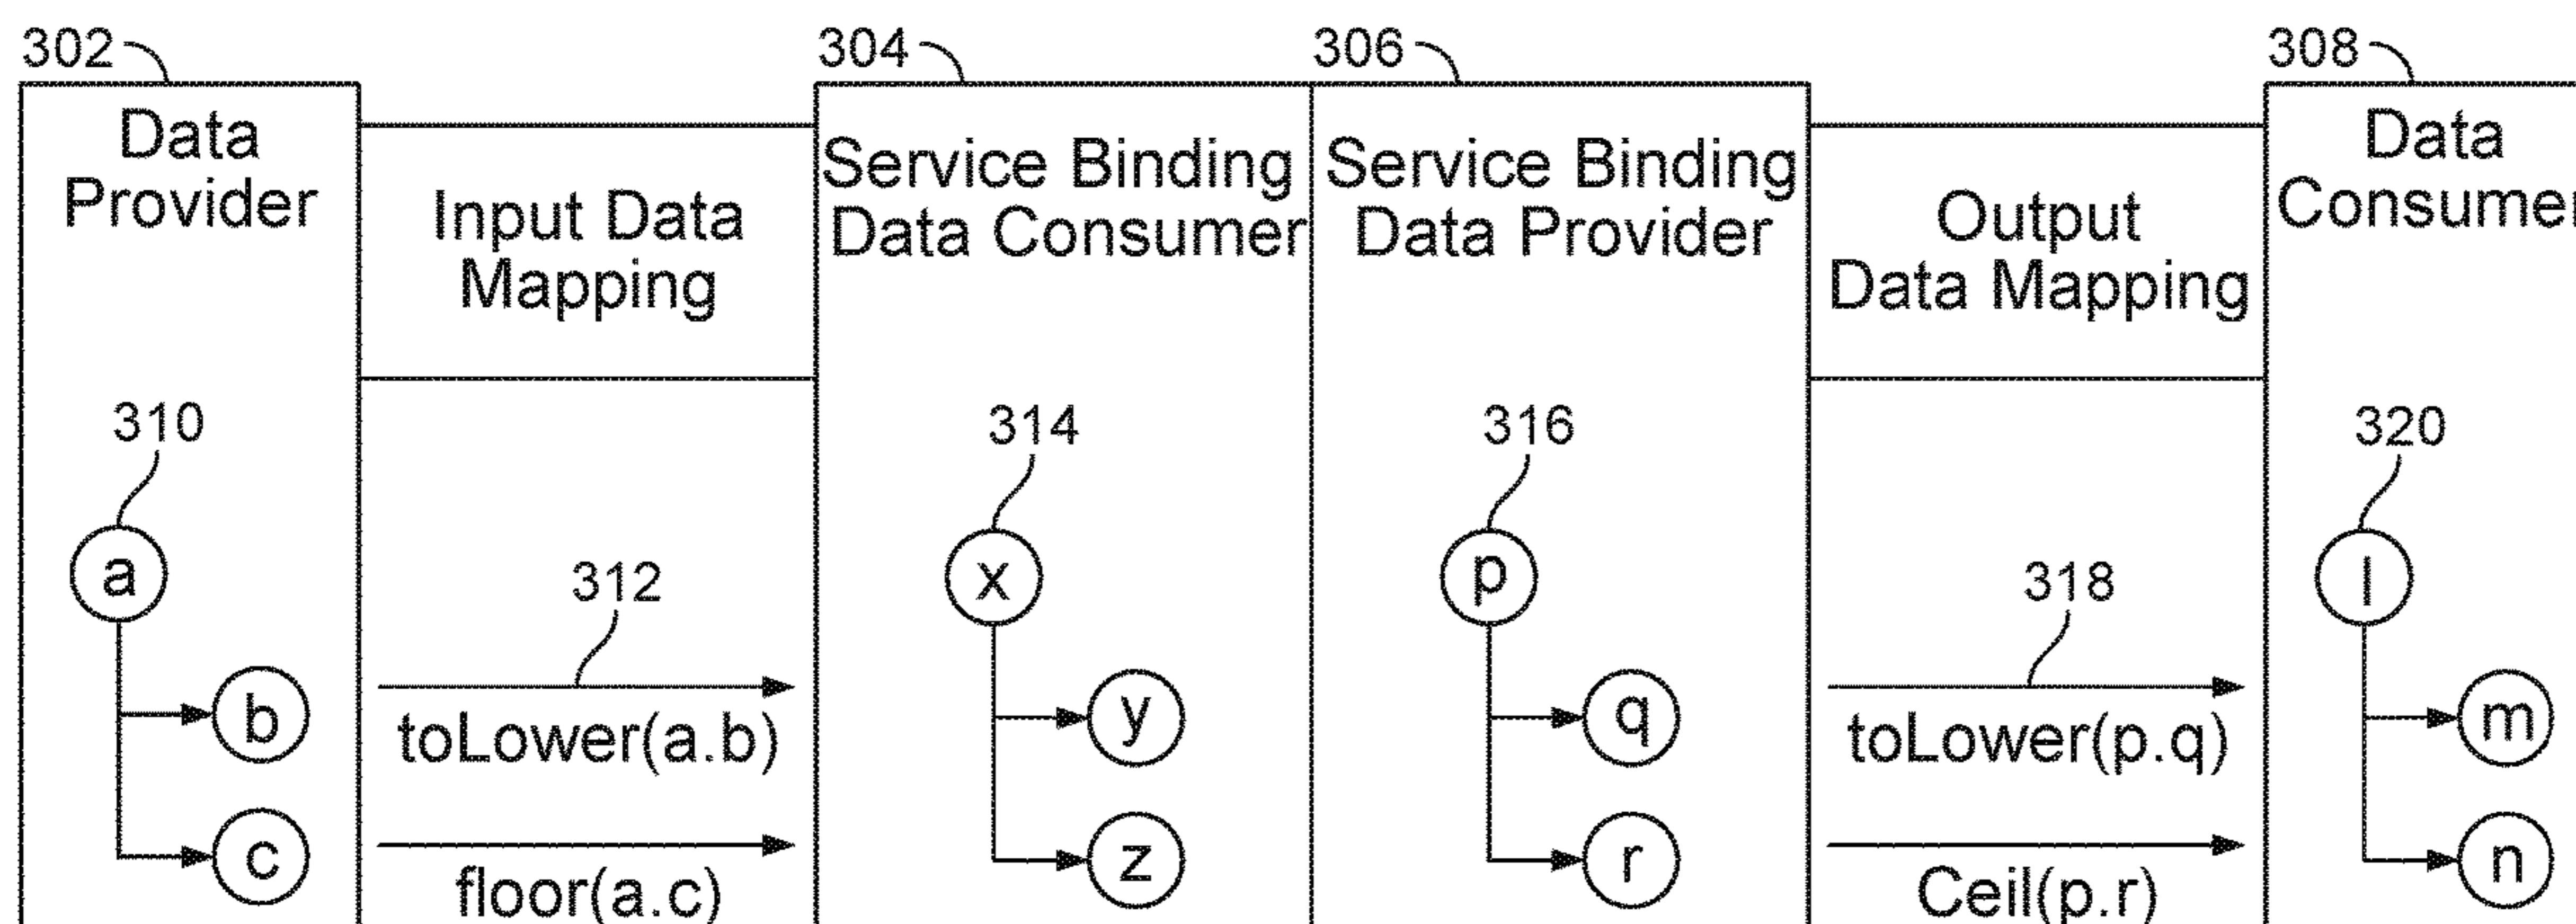 302
304
306
308
Data
Provider
Input Data
Mapping
Service Binding
Data Consumer
Service Binding
Data Provider
Output
Data Mapping
Data
Consumer
310
314
316
320
a
x
p
l
312
318
b
toLower(a.b)
y
q
toLower(p.q)
m
c
floor(a.c)
z
r
Ceil(p.r)
n